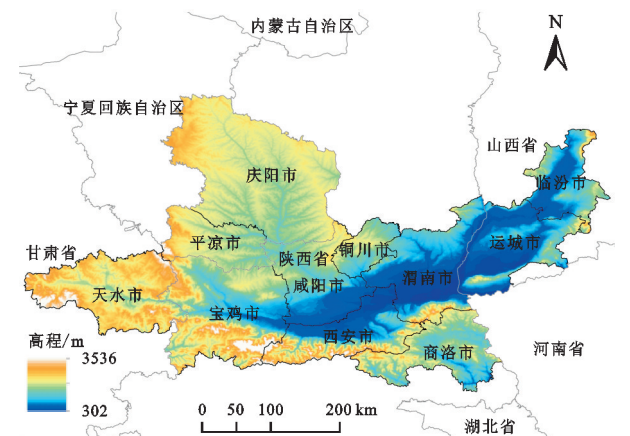 内蒙古自治区
N
宁夏回族自治区
山西省
临汾市
庆阳市
平凉市
铜川市
运城市
甘肃省
陕西省
渭南市
天水市
咸阳市
宝鸡市
西安市
高程/m
3536
302
商洛市
河南省
0 50 100 200 km
湖北省